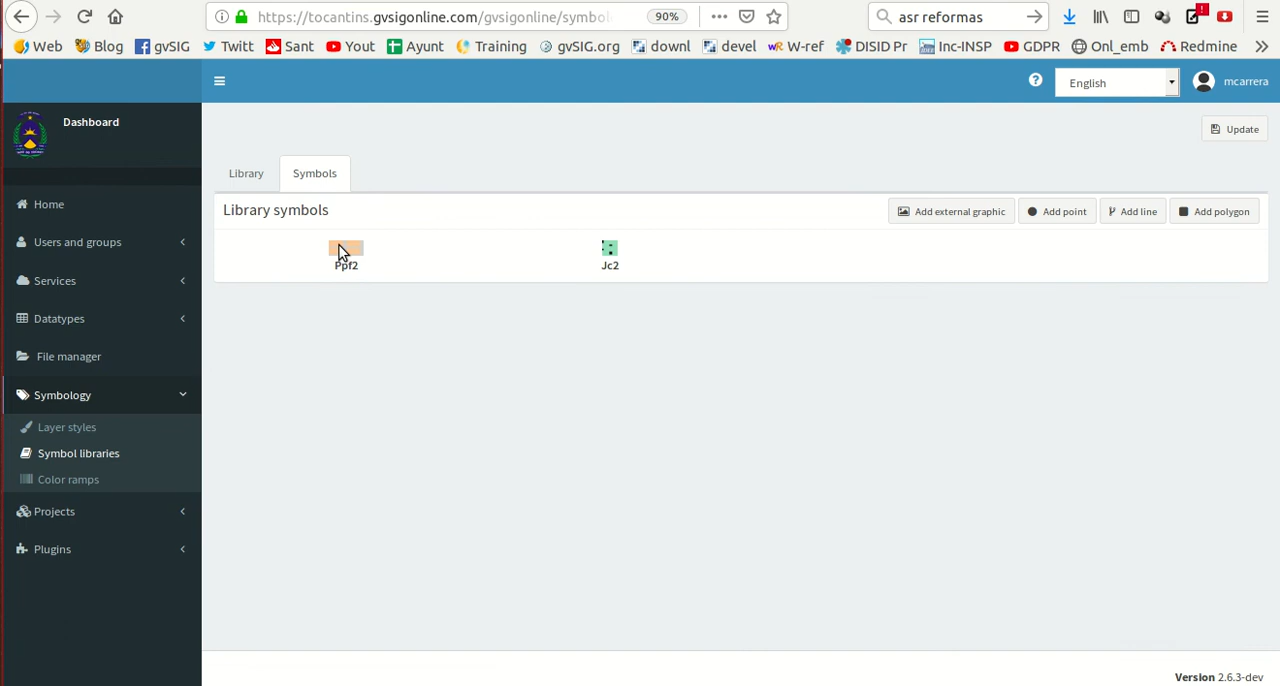 https://tocantins.gvsigonline.com/gvsigonline/symbo
90%
asr reformas
Web
Blog
gvSIG
Twitt
Sant
Yout
Ayunt
Training
gvSIG.org
downl
devel
W-ref
DISID Pr
Inc-INSP
GDPR
Onl_emb
Redmine
English
mcarrera
Dashboard
Update
Library
Symbols
Library symbols
Add external graphic
Add point
Add line
Add polygon
Ppf2
Jc2
Home
Users and groups
Services
Datatypes
File manager
Symbology
Layer styles
Symbol libraries
Color ramps
Projects
Plugins
Version 2.6.3-dev